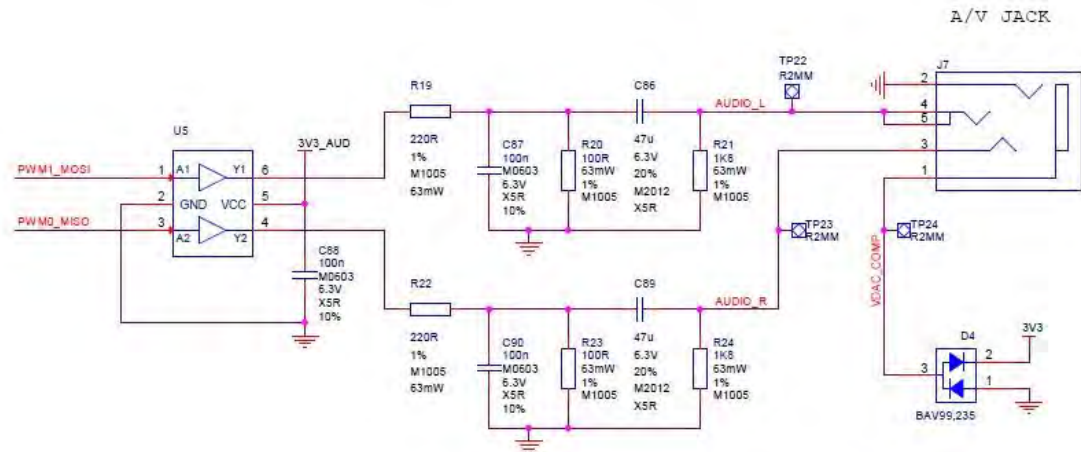 A/V JACK
J7
2
4
5
3
1
TP22
R2MM
R19
220R
1%
M1005
63mW
C86
47u
6.3V
20%
M2012
X5R
AUDIO_L
C87
100n
M0603
6.3V
X5R
10%
R20
100R
63mW
1%
M1005
R21
1K8
63mW
1%
M1005
U5
3V3_AUD
PWM1_MOSI
1
A1
Y1
6
2
GND
VCC
5
PWM0_MISO
3
A2
Y2
4
C88
100n
M0603
6.3V
X5R
10%
TP23
R2MM
TP24
R2MM
VDAC_COMP
R22
220R
1%
M1005
63mW
C89
47u
6.3V
20%
M2012
X5R
AUDIO_R
C90
100n
M0603
6.3V
X5R
10%
R23
100R
63mW
1%
M1005
R24
1K8
63mW
1%
M1005
D4
3V3
3
2
1
BAV99,235